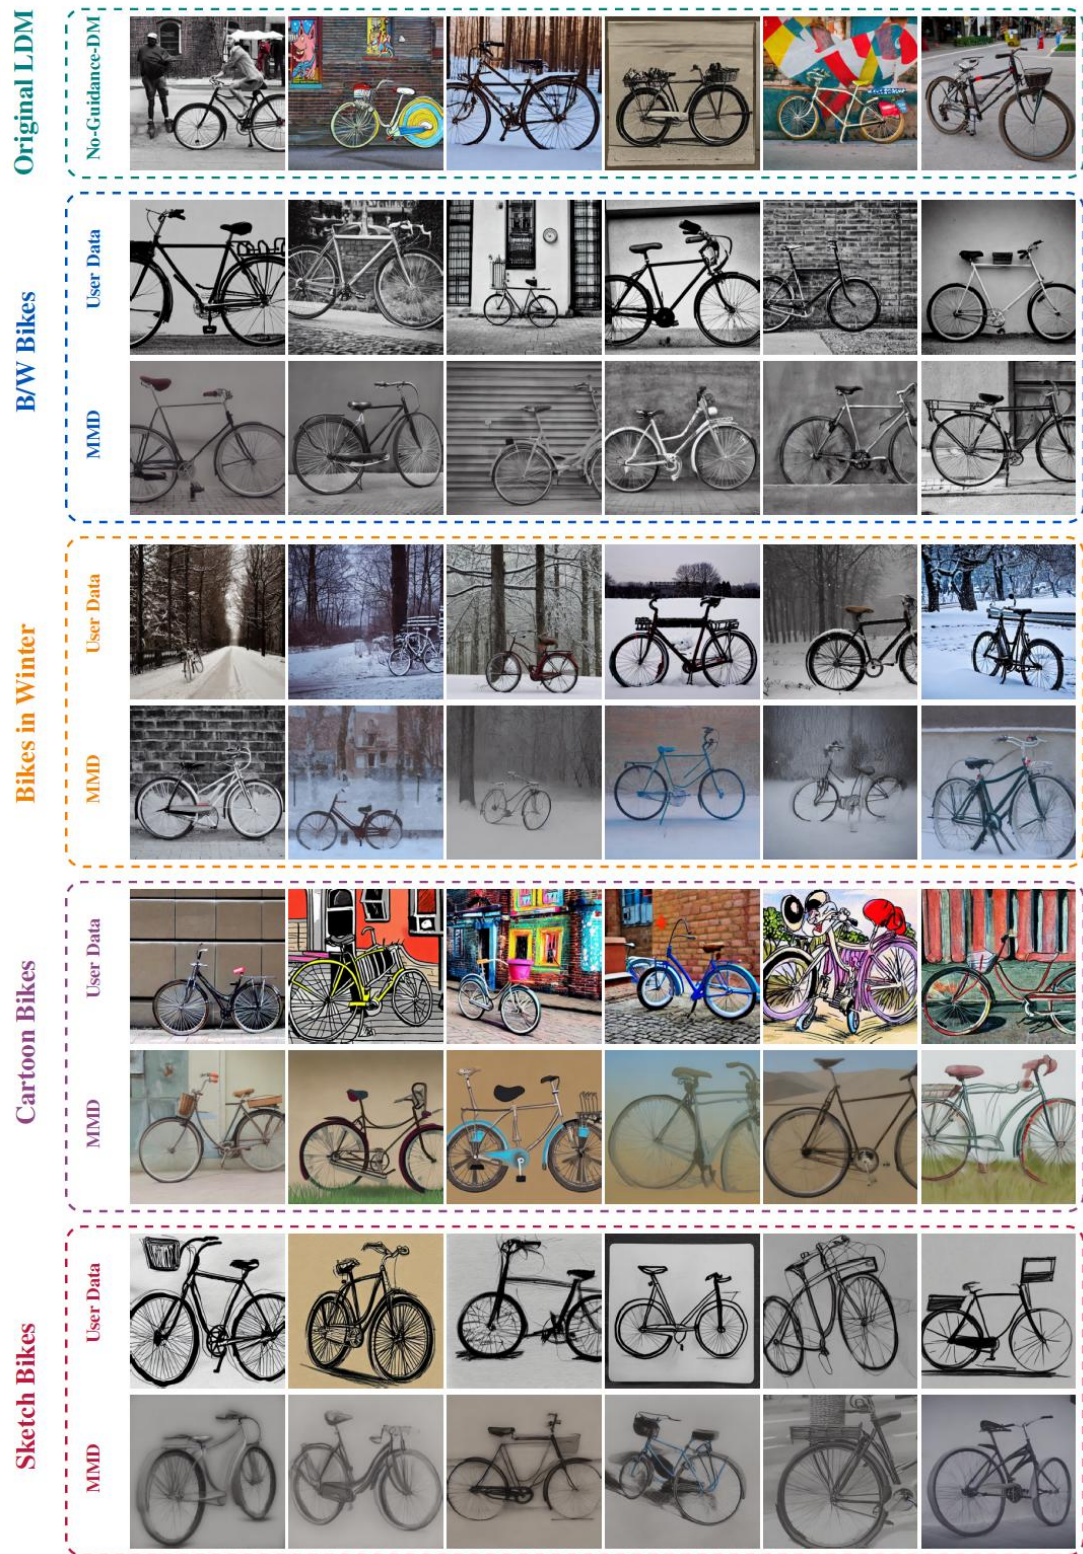 Original LDM
No-Guidance-DM
B/W Bikes
User Data
MMD
Bikes in Winter
User Data
MMD
Cartoon Bikes
User Data
MMD
Sketch Bikes
User Data
MMD